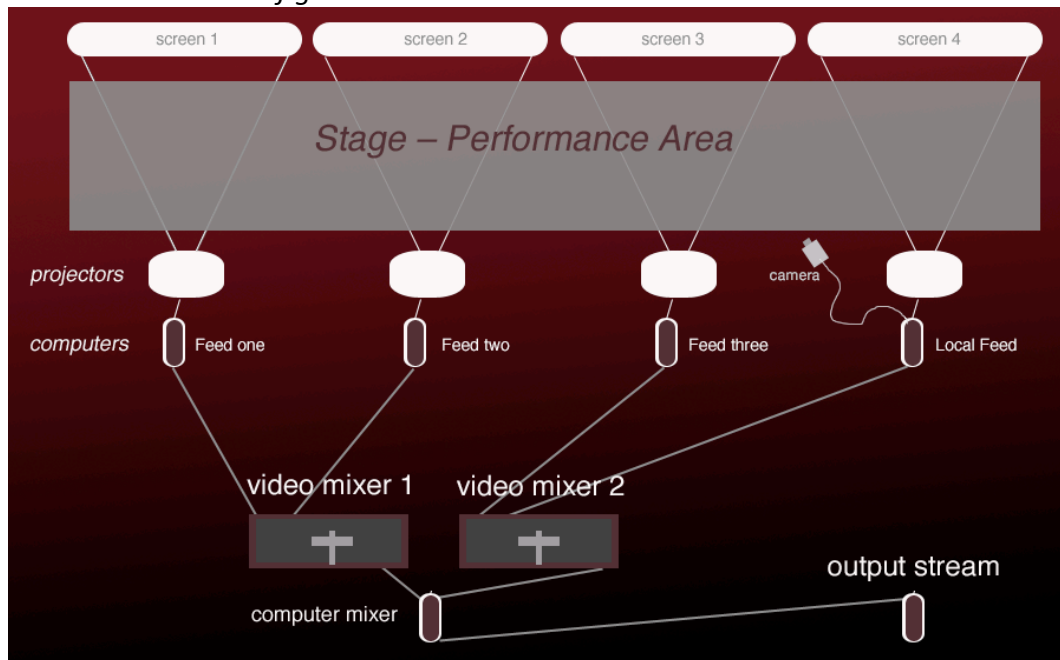 screen 1
screen 2
screen 3
screen 4
Stage – Performance Area
projectors
camera
computers
Feed one
Feed two
Feed three
Local Feed
video mixer 1
video mixer 2
output stream
computer mixer